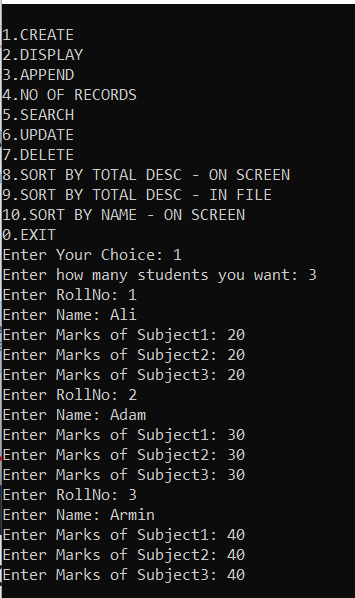 1.CREATE
2.DISPLAY
3.APPEND
4.NO OF RECORDS
5.SEARCH
6.UPDATE
7.DELETE
8.SORT BY TOTAL DESC - ON SCREEN
9.SORT BY TOTAL DESC - IN FILE
10.SORT BY NAME - ON SCREEN
0.EXIT
Enter Your Choice: 1
Enter how many students you want: 3
Enter RollNo: 1
Enter Name: Ali
Enter Marks of Subject1: 20
Enter Marks of Subject2: 20
Enter Marks of Subject3: 20
Enter RollNo: 2
Enter Name: Adam
Enter Marks of Subject1: 30
Enter Marks of Subject2: 30
Enter Marks of Subject3: 30
Enter RollNo: 3
Enter Name: Armin
Enter Marks of Subject1: 40
Enter Marks of Subject2: 40
Enter Marks of Subject3: 40